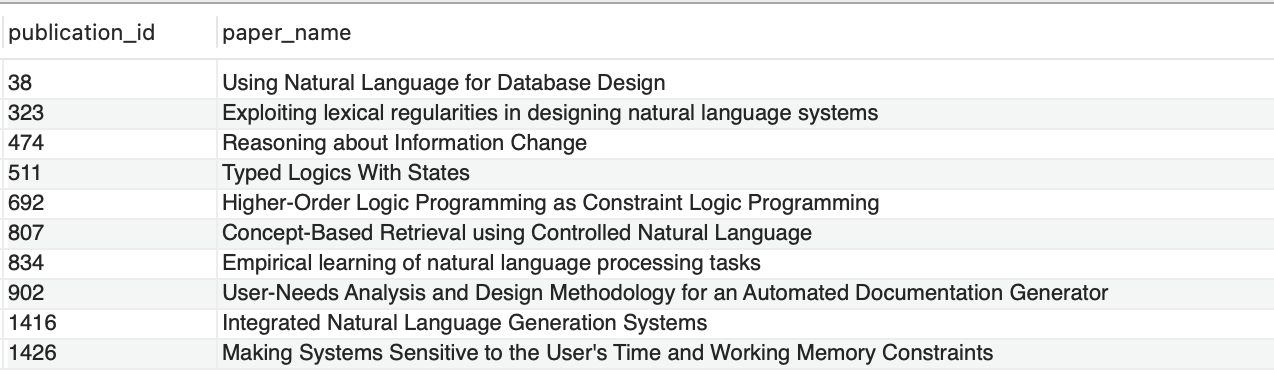 publication_id paper_name
38 Using Natural Language for Database Design
323 Exploiting lexical regularities in designing natural language systems
474 Reasoning about Information Change
511 Typed Logics With States
692 Higher-Order Logic Programming as Constraint Logic Programming
807 Concept-Based Retrieval using Controlled Natural Language
834 Empirical learning of natural language processing tasks
902 User-Needs Analysis and Design Methodology for an Automated Documentation Generator
1416 Integrated Natural Language Generation Systems
1426 Making Systems Sensitive to the User's Time and Working Memory Constraints